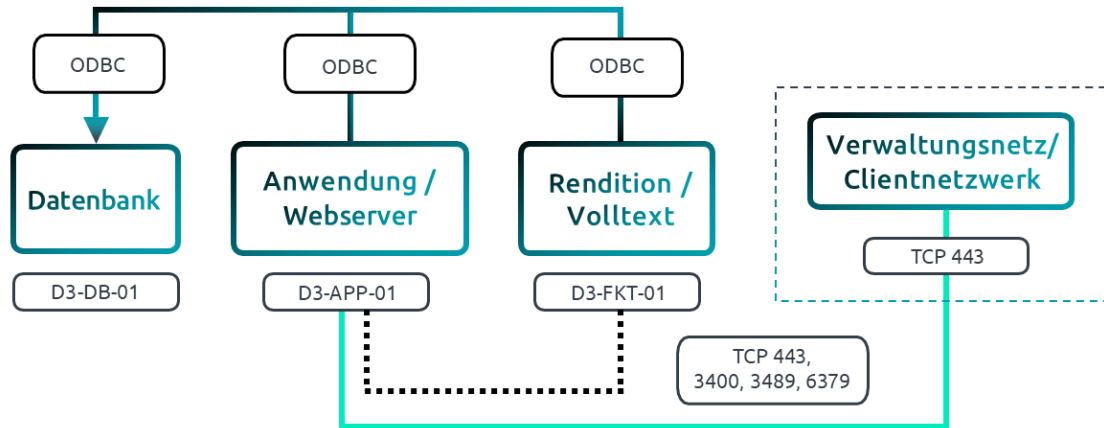 ODBC
ODBC
ODBC
Datenbank
Anwendung /
Webserver
Rendition /
Volltext
Verwaltungsnetz/
Clientnetzwerk
TCP 443
D3-DB-01
D3-APP-01
D3-FKT-01
TCP 443,
3400, 3489, 6379